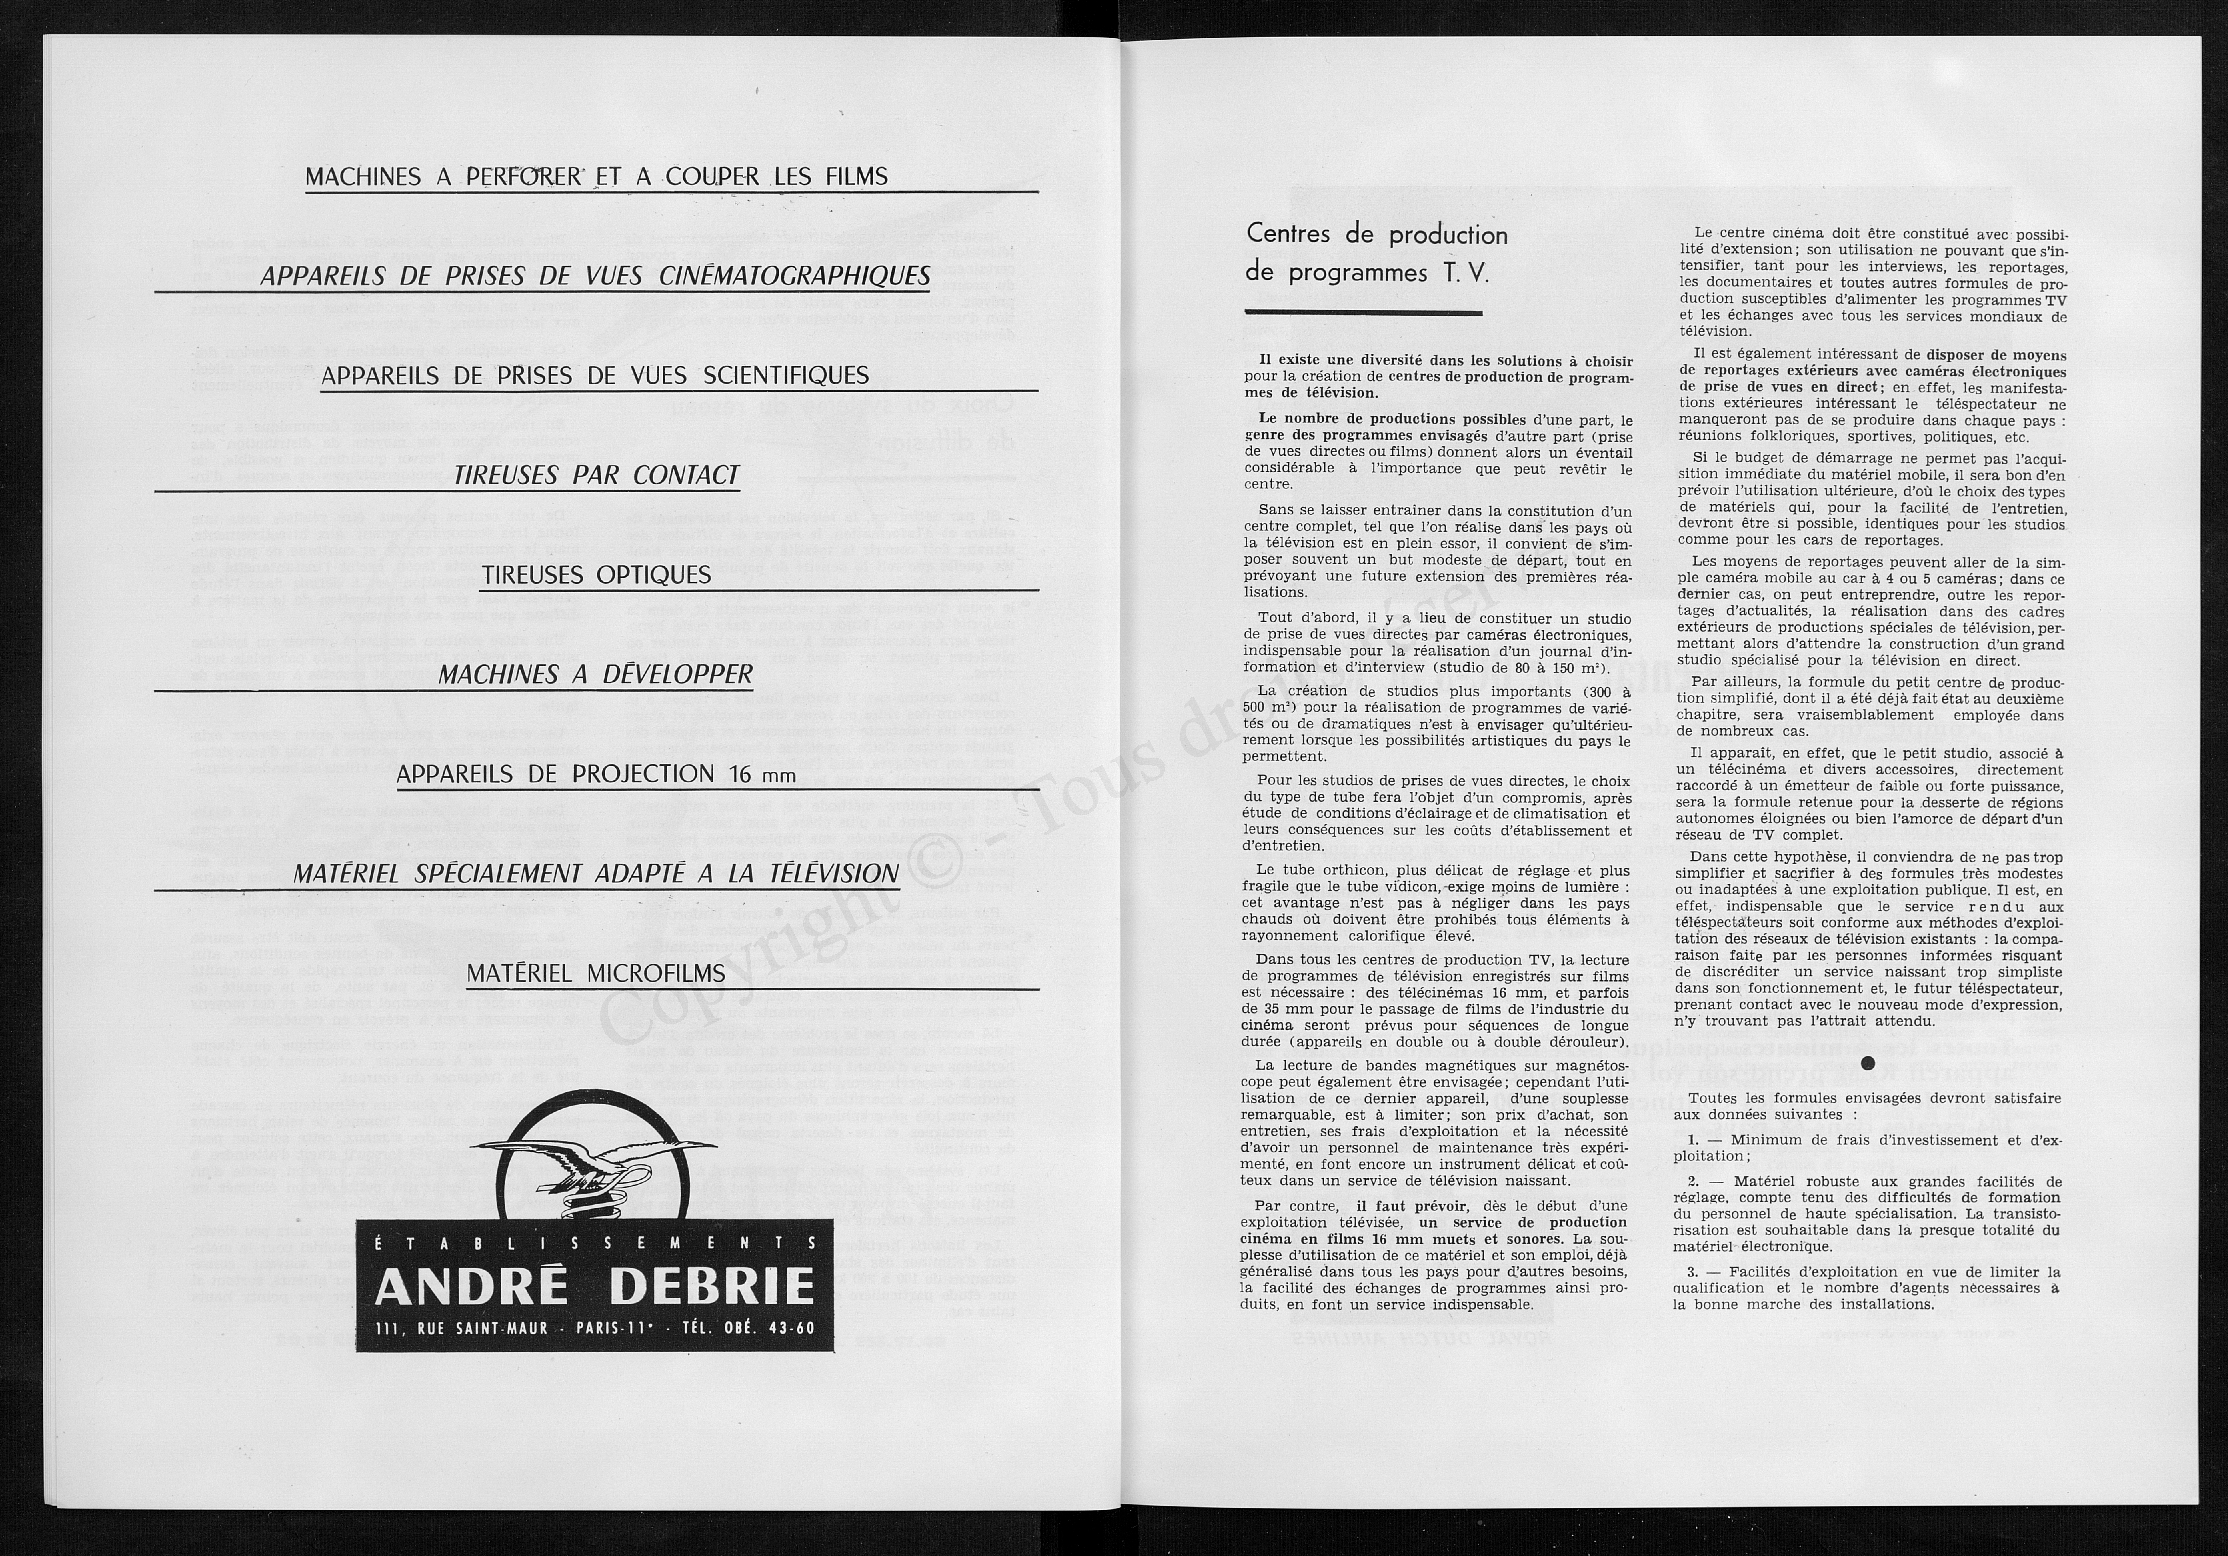 MACHINES A PERFORER ET A COUPER LES FILMS
APPAREILS DE PRISES DE VUES CINÉMATOGRAPHIQUES
APPAREILS DE PRISES DE VUES SCIENTIFIQUES
TIREUSES PAR CONTACT
TIREUSES OPTIQUES
MACHINES A DÉVELOPPER
APPAREILS DE PROJECTION 16 mm
MATÉRIEL SPÉCIALEMENT ADAPTÉ A LA TÉLÉVISION
MATÉRIEL MICROFILMS
ÉTABLISSEMENTS
ANDRÉ DEBRIE
111, RUE SAINT-MAUR - PARIS-11e - TÉL. OBÉ. 43-60
Centres de production
de programmes T. V.
Il existe une diversité dans les solutions à choisir
pour la création de centres de production de program-
mes de télévision.
Le nombre de productions possibles d'une part, le
genre des programmes envisagés d'autre part (prise
de vues directes ou films) donnent alors un éventail
considérable à l'importance que peut revêtir le
centre.
Sans se laisser entrainer dans la constitution d'un
centre complet, tel que l'on réalise dans les pays où
la télévision est en plein essor, il convient de s'im-
poser souvent un but modeste de départ, tout en
prévoyant une future extension des premières réa-
lisations.
Tout d'abord, il y a lieu de constituer un studio
de prise de vues directes par caméras électroniques,
indispensable pour la réalisation d'un journal d'in-
formation et d'interview (studio de 80 à 150 m²).
La création de studios plus importants (300 à
500 m²) pour la réalisation de programmes de varié-
tés ou de dramatiques n'est à envisager qu'ultérieu-
rement lorsque les possibilités artistiques du pays le
permettent.
Pour les studios de prises de vues directes, le choix
du type de tube fera l'objet d'un compromis, après
étude de conditions d'éclairage et de climatisation et
leurs conséquences sur les coûts d'établissement et
d'entretien.
Le tube orthicon, plus délicat de réglage et plus
fragile que le tube vidicon, exige moins de lumière :
cet avantage n'est pas à négliger dans les pays
chauds où doivent être prohibés tous éléments à
rayonnement calorifique élevé.
Dans tous les centres de production TV, la lecture
de programmes de télévision enregistrés sur films
est nécessaire : des télécinémas 16 mm, et parfois
de 35 mm pour le passage de films de l'industrie du
cinéma seront prévus pour séquences de longue
durée (appareils en double ou à double dérouleur).
La lecture de bandes magnétiques sur magnétos-
cope peut également être envisagée; cependant l'uti-
lisation de ce dernier appareil, d'une souplesse
remarquable, est à limiter; son prix d'achat, son
entretien, ses frais d'exploitation et la nécessité
d'avoir un personnel de maintenance très expéri-
menté, en font encore un instrument délicat et coû-
teux dans un service de télévision naissant.
Par contre, il faut prévoir, dès le début d'une
exploitation télévisée, un service de production
cinéma en films 16 mm muets et sonores. La sou-
plesse d'utilisation de ce matériel et son emploi, déjà
généralisé dans tous les pays pour d'autres besoins,
la facilité des échanges de programmes ainsi pro-
duits, en font un service indispensable.
Le centre cinéma doit être constitué avec possibi-
lité d'extension; son utilisation ne pouvant que s'in-
tensifier, tant pour les interviews, les reportages,
les documentaires et toutes autres formules de pro-
duction susceptibles d'alimenter les programmes TV
et les échanges avec tous les services mondiaux de
télévision.
Il est également intéressant de disposer de moyens
de reportages extérieurs avec caméras électroniques
de prise de vues en direct; en effet, les manifesta-
tions extérieures intéressant le téléspectateur ne
manqueront pas de se produire dans chaque pays :
réunions folkloriques, sportives, politiques, etc.
Si le budget de démarrage ne permet pas l'acqui-
sition immédiate du matériel mobile, il sera bon d'en
prévoir l'utilisation ultérieure, d'où le choix des types
de matériels qui, pour la facilité de l'entretien,
devront être si possible, identiques pour les studios
comme pour les cars de reportages.
Les moyens de reportages peuvent aller de la sim-
ple caméra mobile au car à 4 ou 5 caméras; dans ce
dernier cas, on peut entreprendre, outre les repor-
tages d'actualités, la réalisation dans des cadres
extérieurs de productions spéciales de télévision, per-
mettant alors d'attendre la construction d'un grand
studio spécialisé pour la télévision en direct.
Par ailleurs, la formule du petit centre de produc-
tion simplifié, dont il a été déjà fait état au deuxième
chapitre, sera vraisemblablement employée dans
de nombreux cas.
Il apparait, en effet, que le petit studio, associé à
un télécinéma et divers accessoires, directement
raccordé à un émetteur de faible ou forte puissance,
sera la formule retenue pour la desserte de régions
autonomes éloignées ou bien l'amorce de départ d'un
réseau de TV complet.
Dans cette hypothèse, il conviendra de ne pas trop
simplifier et sacrifier à des formules très modestes
ou inadaptées à une exploitation publique. Il est, en
effet, indispensable que le service rendu aux
téléspectateurs soit conforme aux méthodes d'exploi-
tation des réseaux de télévision existants : la compa-
raison faite par les personnes informées risquant
de discréditer un service naissant trop simpliste
dans son fonctionnement et, le futur téléspectateur,
prenant contact avec le nouveau mode d'expression,
n'y trouvant pas l'attrait attendu.
Toutes les formules envisagées devront satisfaire
aux données suivantes :
1. — Minimum de frais d'investissement et d'ex-
ploitation;
2. — Matériel robuste aux grandes facilités de
réglage, compte tenu des difficultés de formation
du personnel de haute spécialisation. La transisto-
risation est souhaitable dans la presque totalité du
matériel électronique.
3. — Facilités d'exploitation en vue de limiter la
qualification et le nombre d'agents nécessaires à
la bonne marche des installations.
Copyright © - Tous droits réservés